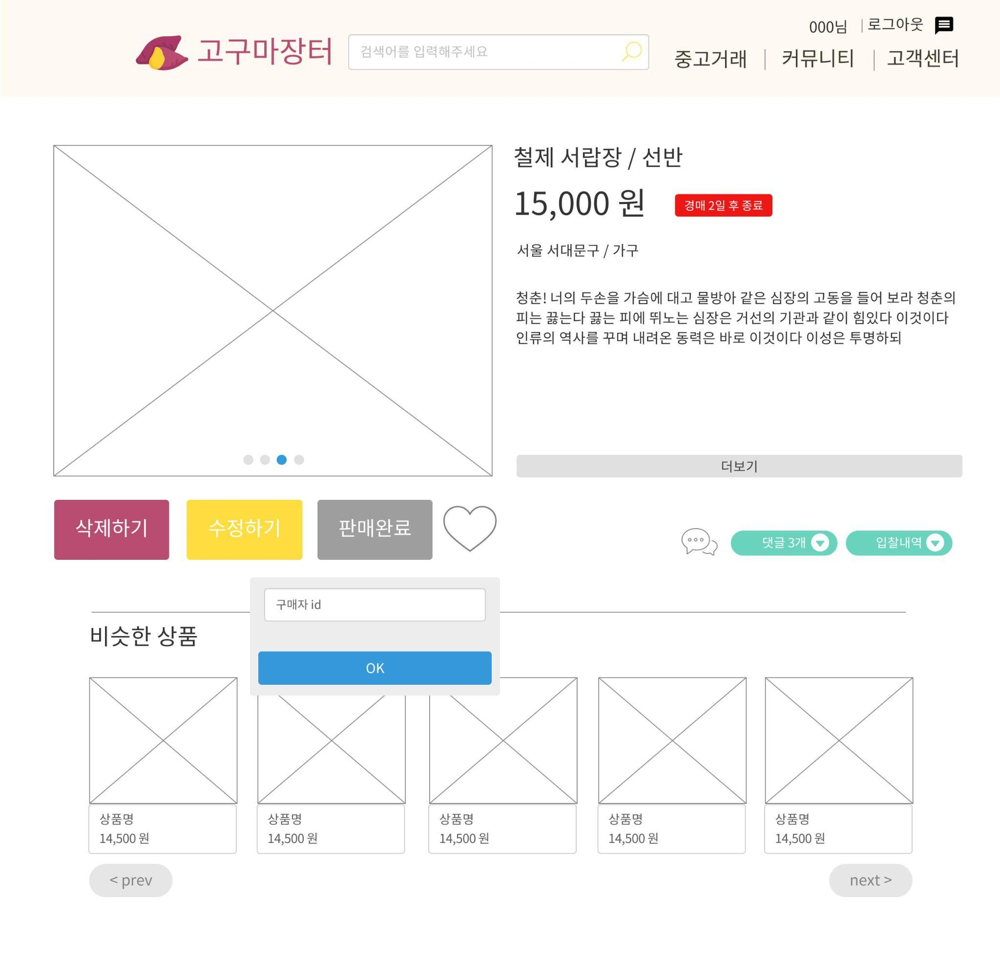 000님
로그아웃
고구마장터
검색어를 입력해주세요
중고거래
커뮤니티
고객센터
철제 서랍장 / 선반
15,000 원
경매 2일 후 종료
서울 서대문구 / 가구
청춘! 너의 두손을 가슴에 대고 물방아 같은 심장의 고동을 들어 보라 청춘의
피는 끓는다 끓는 피에 뛰노는 심장은 거선의 기관과 같이 힘있다 이것이다
인류의 역사를 꾸며 내려온 동력은 바로 이것이다 이성은 투명하되
더보기
삭제하기
수정하기
판매완료
댓글 3개
입찰내역
구매자 id
OK
비슷한 상품
상품명
14,500 원
상품명
14,500 원
상품명
14,500 원
상품명
14,500 원
상품명
14,500 원
< prev
next >